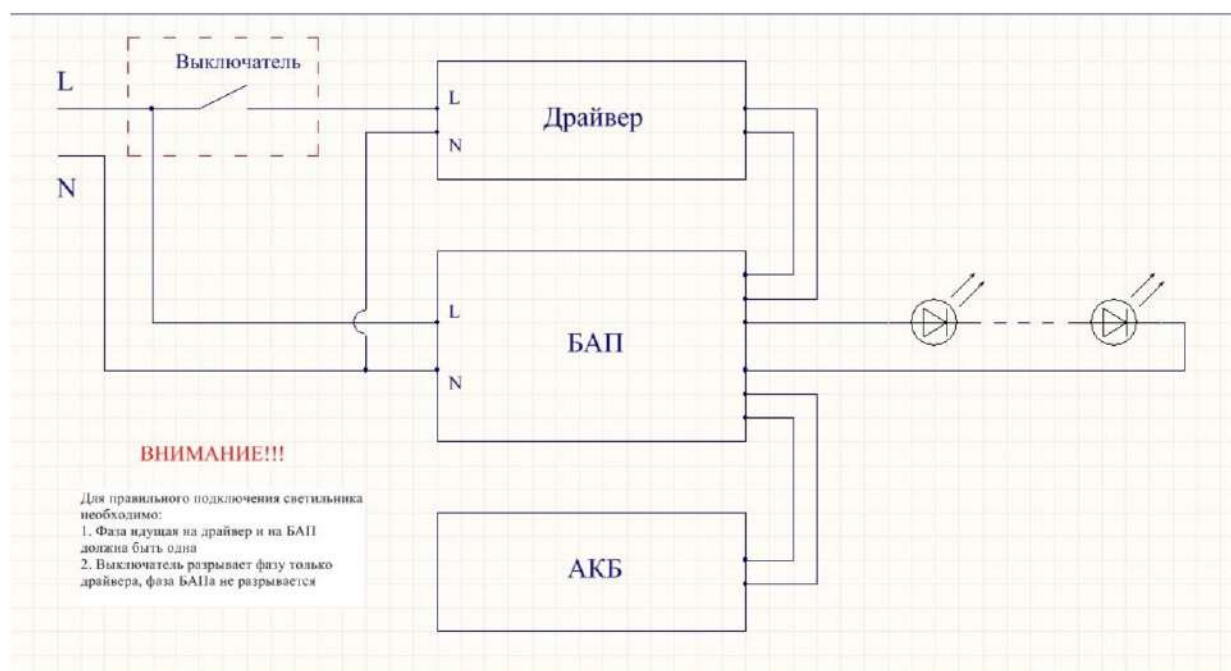 Выключатель
L
N
L
N
Драйвер
L
N
БАП
АКБ
ВНИМАНИЕ!!!
Для правильного подключения светильника
необходимо:
1. Фаза идущая на драйвер и на БАП
должна быть одна
2. Выключатель разрывает фазу только
драйвера, фаза БАПа не разрывается